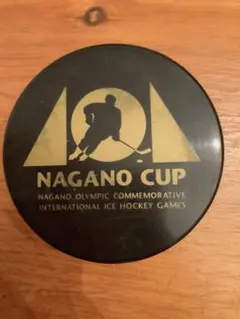 NAGANO CUP
NAGANO OLYMPIC COMMEMORATIVE
INTERNATIONAL ICE HOCKEY GAMES